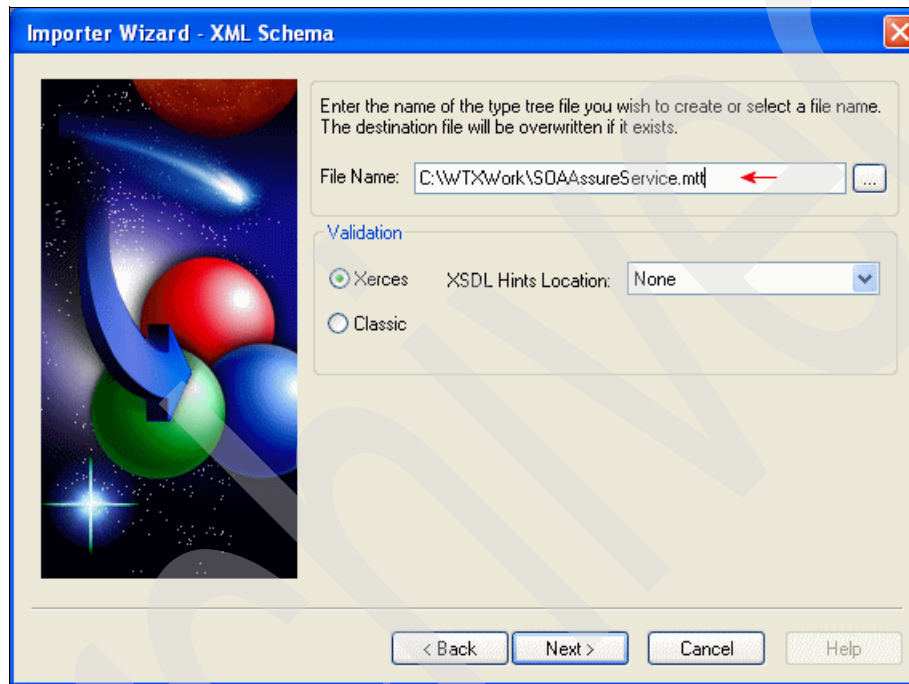 Importer Wizard - XML Schema
Enter the name of the type tree file you wish to create or select a file name.
The destination file will be overwritten if it exists.
File Name: C:\WTXWork\SOAAssureService.mtt ...
Validation
Xerces XSDL Hints Location: None
Classic
< Back Next > Cancel Help